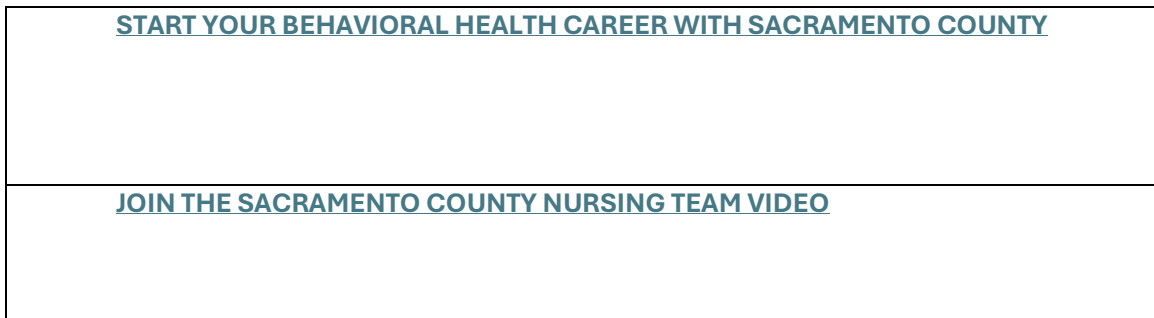 START YOUR BEHAVIORAL HEALTH CAREER WITH SACRAMENTO COUNTY
JOIN THE SACRAMENTO COUNTY NURSING TEAM VIDEO